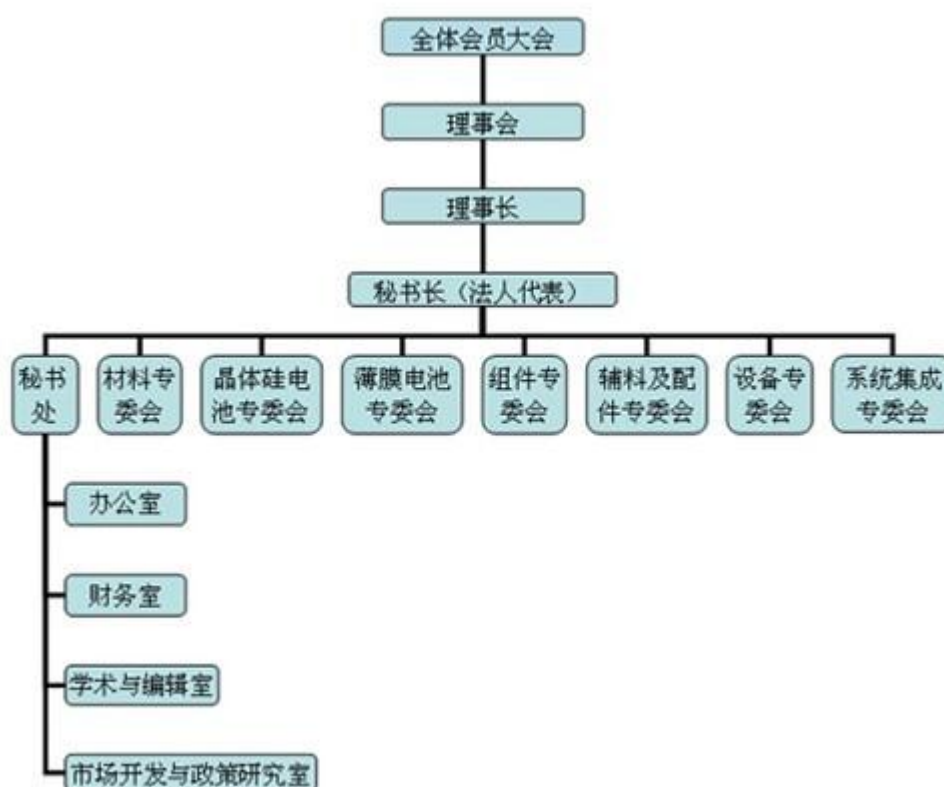 全体会员大会
理事会
理事长
秘书长（法人代表）
秘书
处
材料专
委会
晶体硅电
池专委会
薄膜电池
专委会
组件专
委会
辅料及配
件专委会
设备专
委会
系统集成
专委会
办公室
财务室
学术与编辑室
市场开发与政策研究室